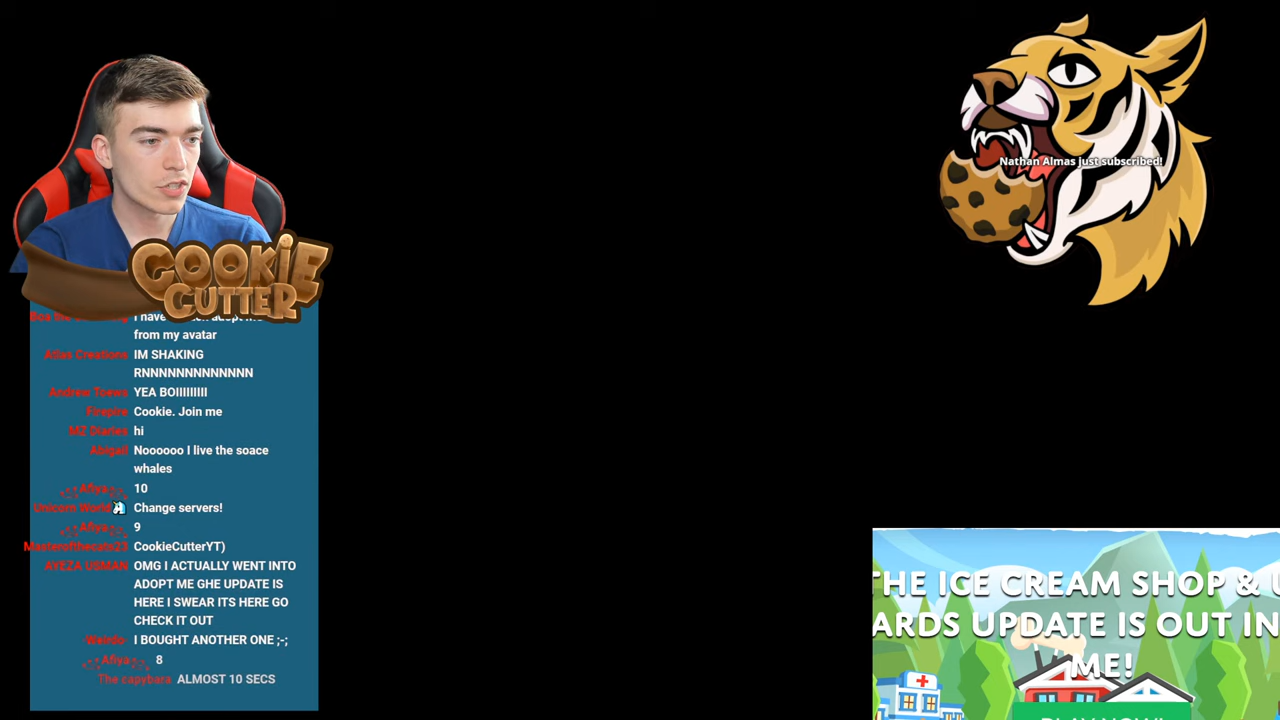 COOKIE
CUTTER
Nathan Almas just subscribed!
I have
from my avatar
Atlas Creations IM SHAKING
RNNNNNNNNNNNNN
Andrew Toews YEA BOIIIIIIIII
Firepire Cookie. Join me
MZ Diaries hi
Abigail Noooooo I live the soace
whales
Afiya 10
Unicorn World🦄 Change servers!
Afiya 9
Masterofthecats23 CookieCutterYT)
AYEZA USMAN OMG I ACTUALLY WENT INTO
ADOPT ME GHE UPDATE IS
HERE I SWEAR ITS HERE GO
CHECK IT OUT
Weirdo I BOUGHT ANOTHER ONE ;-;
Afiya 8
The capybara ALMOST 10 SECS
THE ICE CREAM SHOP & U
ARDS UPDATE IS OUT IN
ME!
PLAY NOW!